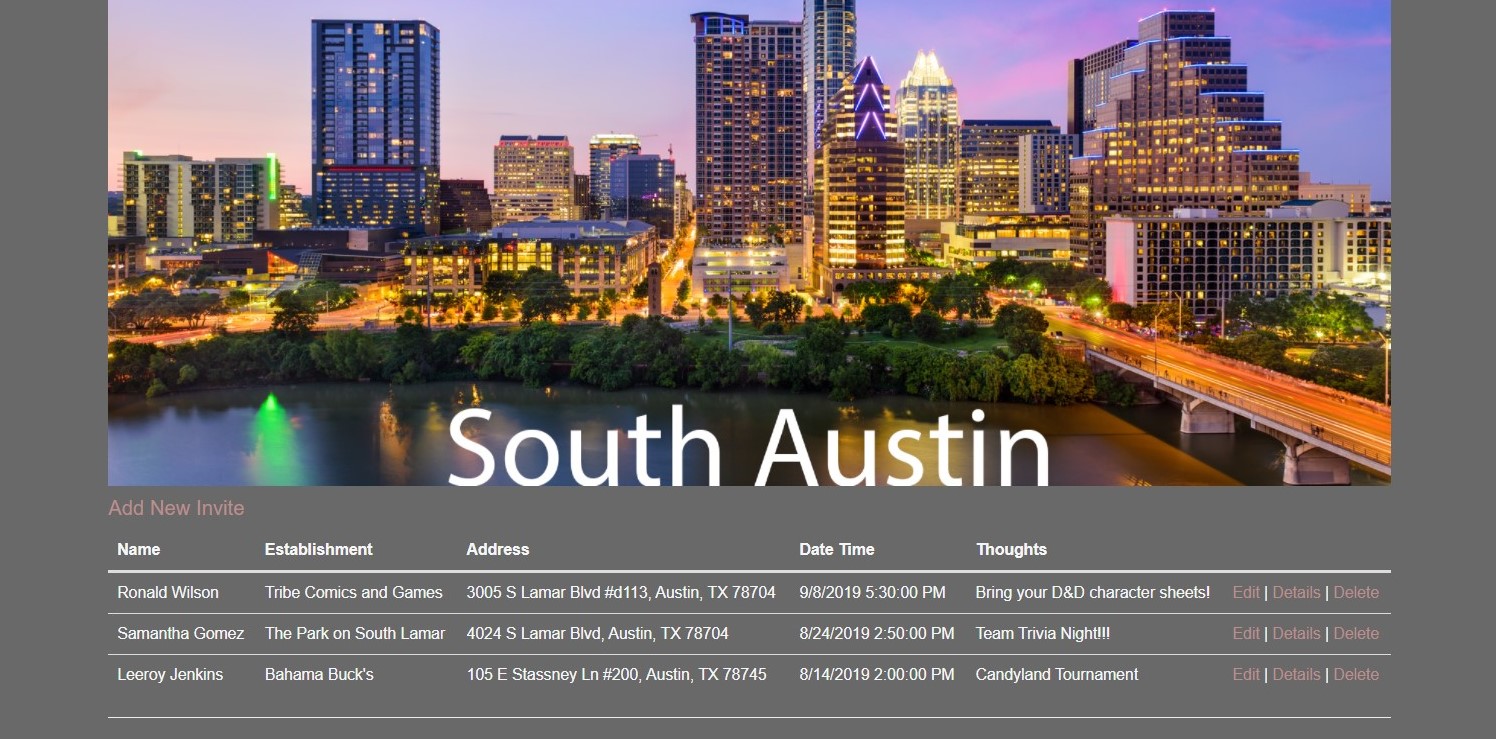 South Austin
Add New Invite
Name Establishment Address Date Time Thoughts
Ronald Wilson Tribe Comics and Games 3005 S Lamar Blvd #d113, Austin, TX 78704 9/8/2019 5:30:00 PM Bring your D&D character sheets! Edit | Details | Delete
Samantha Gomez The Park on South Lamar 4024 S Lamar Blvd, Austin, TX 78704 8/24/2019 2:50:00 PM Team Trivia Night!!! Edit | Details | Delete
Leeroy Jenkins Bahama Buck's 105 E Stassney Ln #200, Austin, TX 78745 8/14/2019 2:00:00 PM Candyland Tournament Edit | Details | Delete